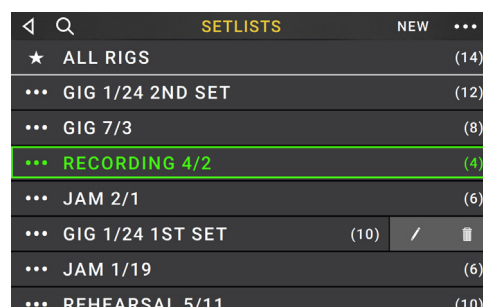 SETLISTS NEW
ALL RIGS (14)
GIG 1/24 2ND SET (12)
GIG 7/3 (8)
RECORDING 4/2 (4)
JAM 2/1 (6)
GIG 1/24 1ST SET (10)
JAM 1/19 (6)
REHEARSAL 5/11 (10)